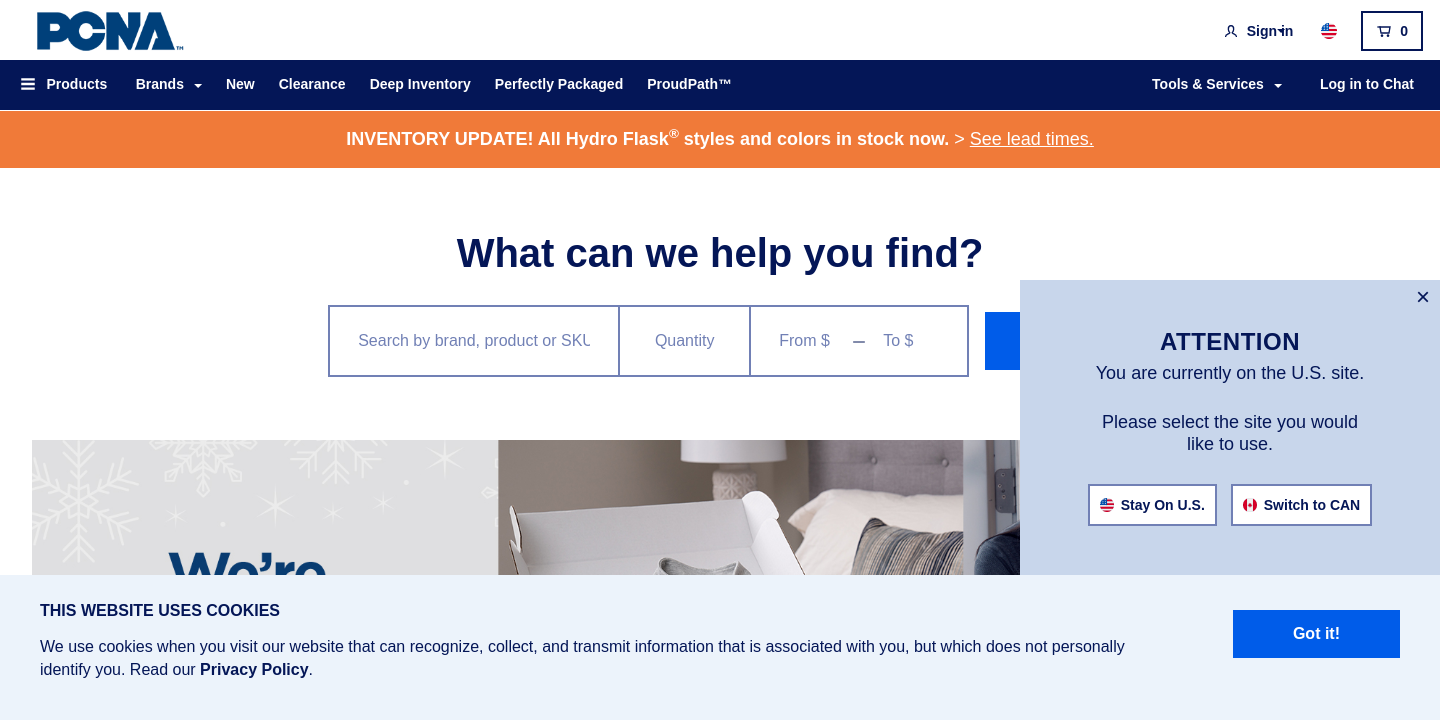 PCNA™
Sign in
0
Products Brands New Clearance Deep Inventory Perfectly Packaged ProudPath™ Tools & Services Log in to Chat
INVENTORY UPDATE! All Hydro Flask® styles and colors in stock now. > See lead times.
What can we help you find?
Search by brand, product or SKU Quantity From $ – To $
×
ATTENTION
You are currently on the U.S. site.
Please select the site you would
like to use.
Stay On U.S. Switch to CAN
We're
THIS WEBSITE USES COOKIES
We use cookies when you visit our website that can recognize, collect, and transmit information that is associated with you, but which does not personally
identify you. Read our Privacy Policy.
Got it!